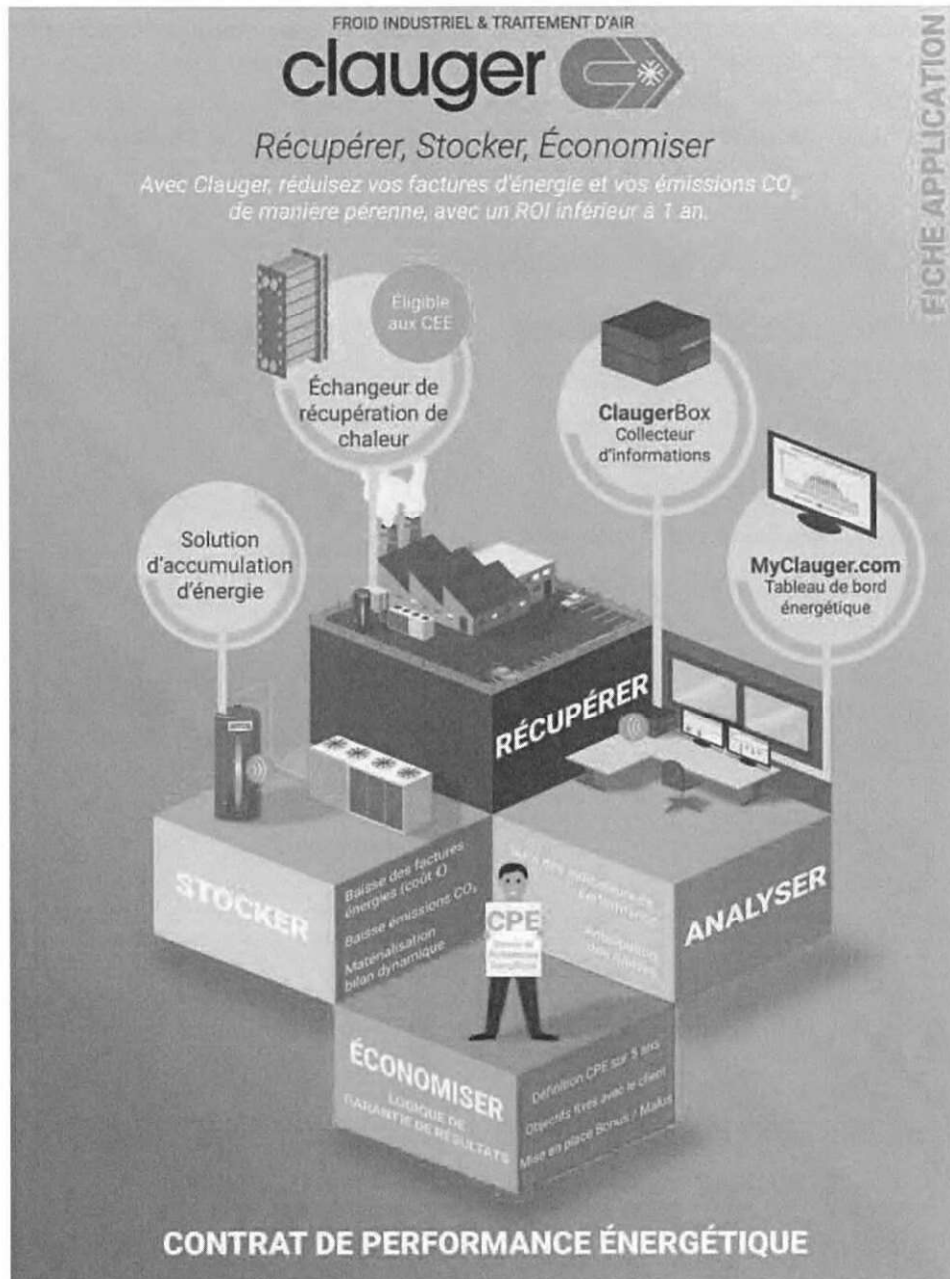 FROID INDUSTRIEL & TRAITEMENT D'AIR
clauger
FICHE APPLICATION
Récupérer, Stocker, Économiser
Avec Clauger, réduisez vos factures d'énergie et vos émissions CO2
de manière pérenne, avec un ROI inférieur à 1 an.
Éligible
aux CEE
Échangeur de
récupération de
chaleur
ClaugerBox
Collecteur
d'informations
MyClauger.com
Tableau de bord
énergétique
Solution
d'accumulation
d'énergie
RÉCUPÉRER
STOCKER
Baisse des factures
énergies (coût €)
Baisse émissions CO2
Matérialisation
bilan dynamique
ANALYSER
CPE
ÉCONOMISER
LOGIQUE DE
GARANTIE DE RÉSULTATS
Définition CPE sur 5 ans
Objectifs fixés avec le client
Mise en place Bonus / Malus
CONTRAT DE PERFORMANCE ÉNERGÉTIQUE